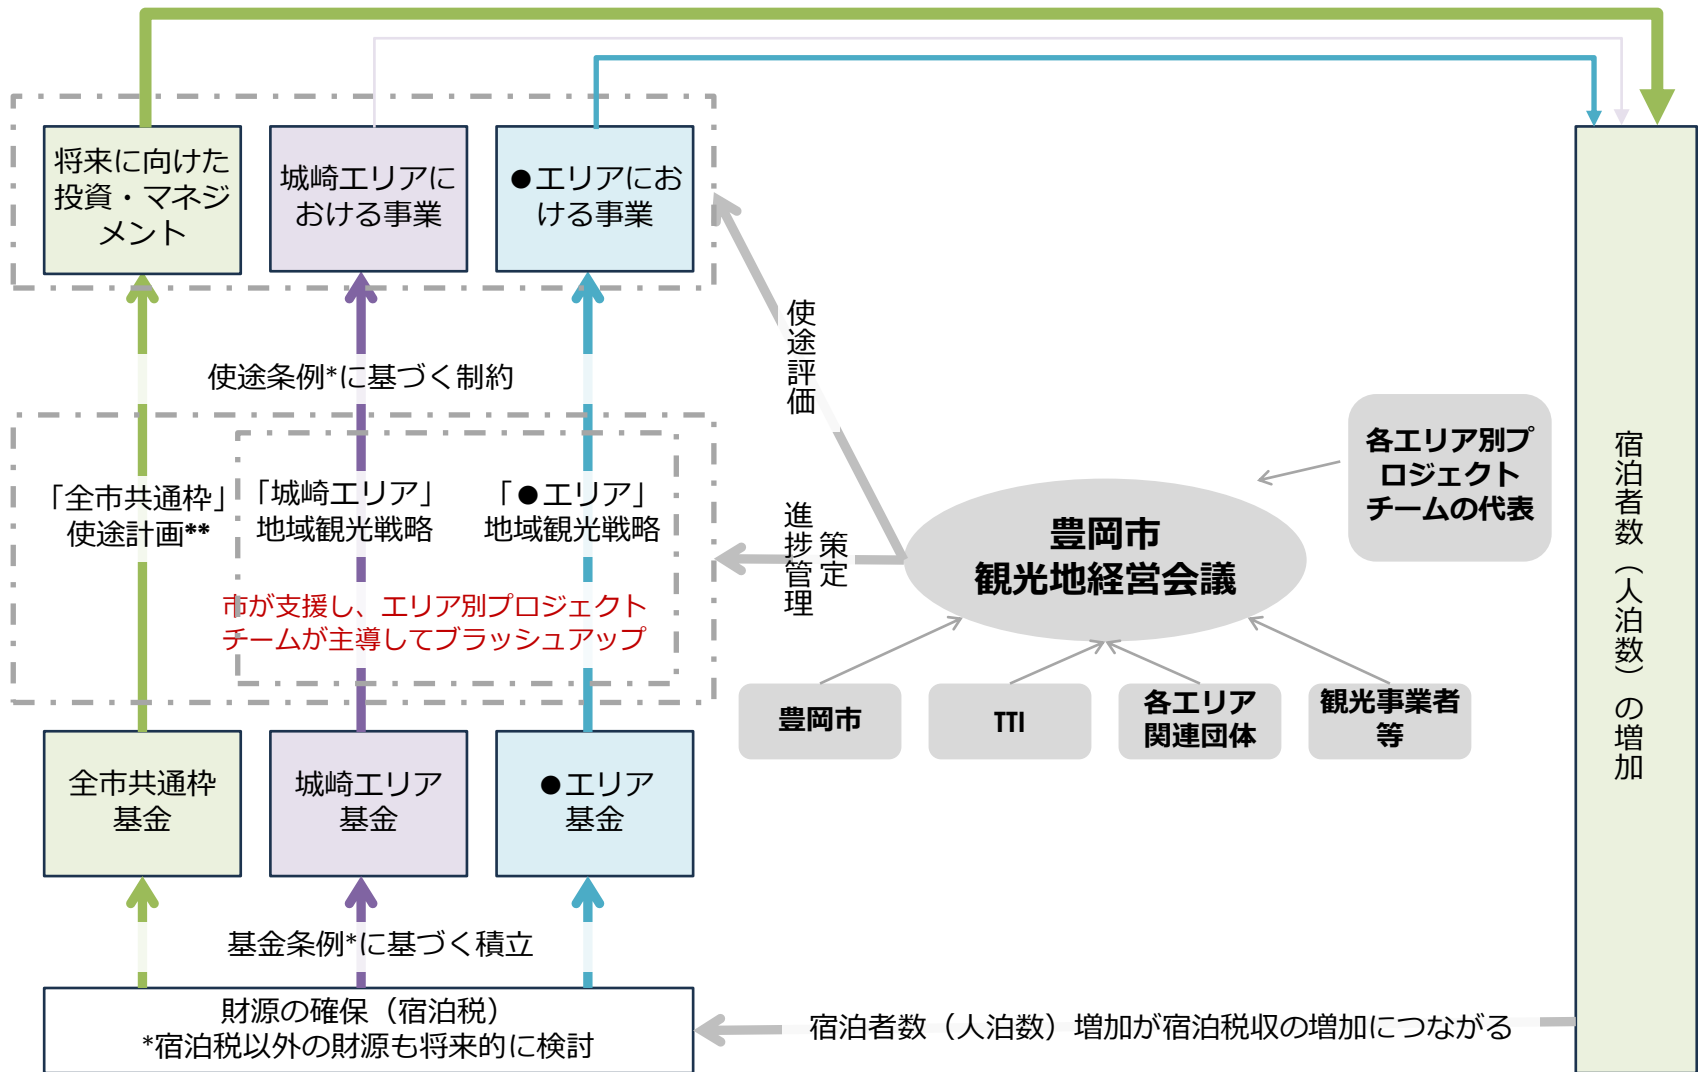 将来に向けた
投資・マネジ
メント
城崎エリアに
おける事業
●エリアにお
ける事業
使途条例*に基づく制約
「全市共通枠」
使途計画**
「城崎エリア」
地域観光戦略
「●エリア」
地域観光戦略
市が支援し、エリア別プロジェクト
チームが主導してブラッシュアップ
全市共通枠
基金
城崎エリア
基金
●エリア
基金
基金条例*に基づく積立
財源の確保（宿泊税）
*宿泊税以外の財源も将来的に検討
使途評価
策定
進捗管理
豊岡市
観光地経営会議
各エリア別プ
ロジェクト
チームの代表
豊岡市
TTI
各エリア
関連団体
観光事業者
等
宿泊者数（人泊数）の増加
宿泊者数（人泊数）増加が宿泊税収の増加につながる